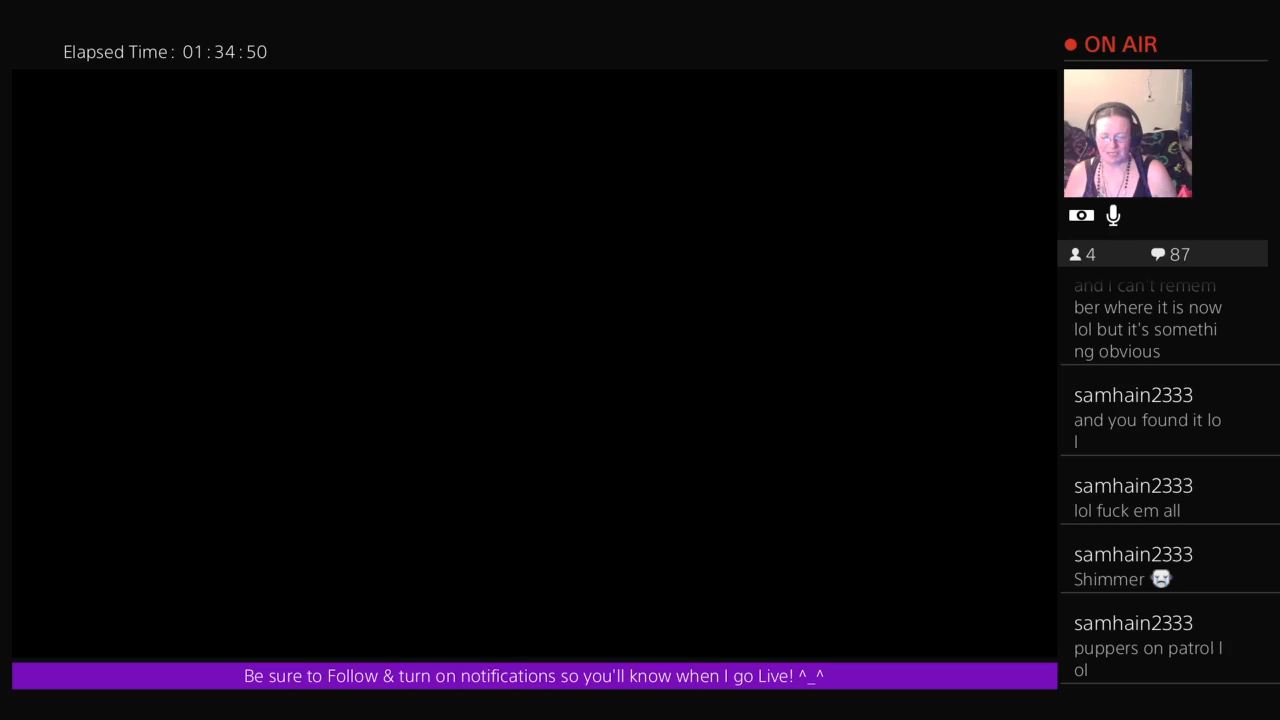 Elapsed Time: 01:34:50
ON AIR
4 87
and I can't remem
ber where it is now
lol but it's somethi
ng obvious
samhain2333
and you found it lo
l
samhain2333
lol fuck em all
samhain2333
Shimmer
samhain2333
puppers on patrol l
ol
Be sure to Follow & turn on notifications so you'll know when I go Live! ^_^